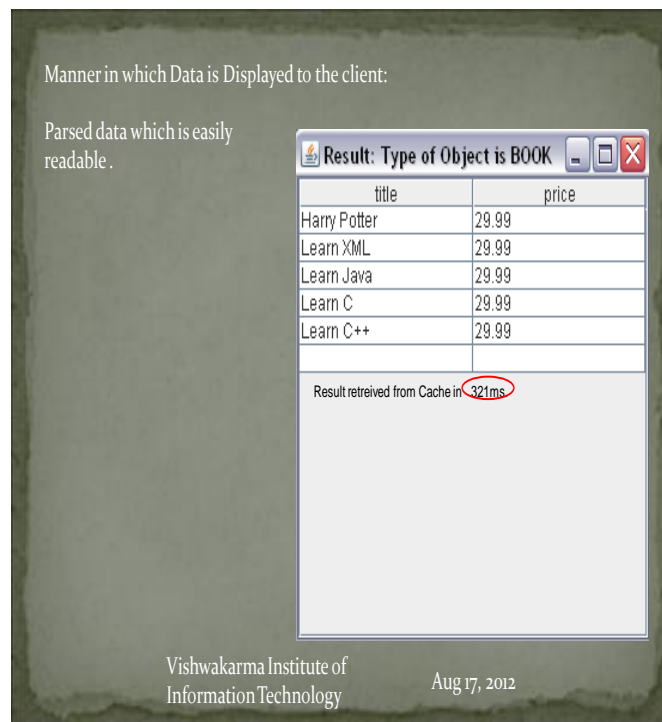 Manner in which Data is Displayed to the client:
Parsed data which is easily
readable .
Result: Type of Object is BOOK
title price
Harry Potter 29.99
Learn XML 29.99
Learn Java 29.99
Learn C 29.99
Learn C++ 29.99
Result retreived from Cache in 321ms
Vishwakarma Institute of
Information Technology
Aug 17, 2012